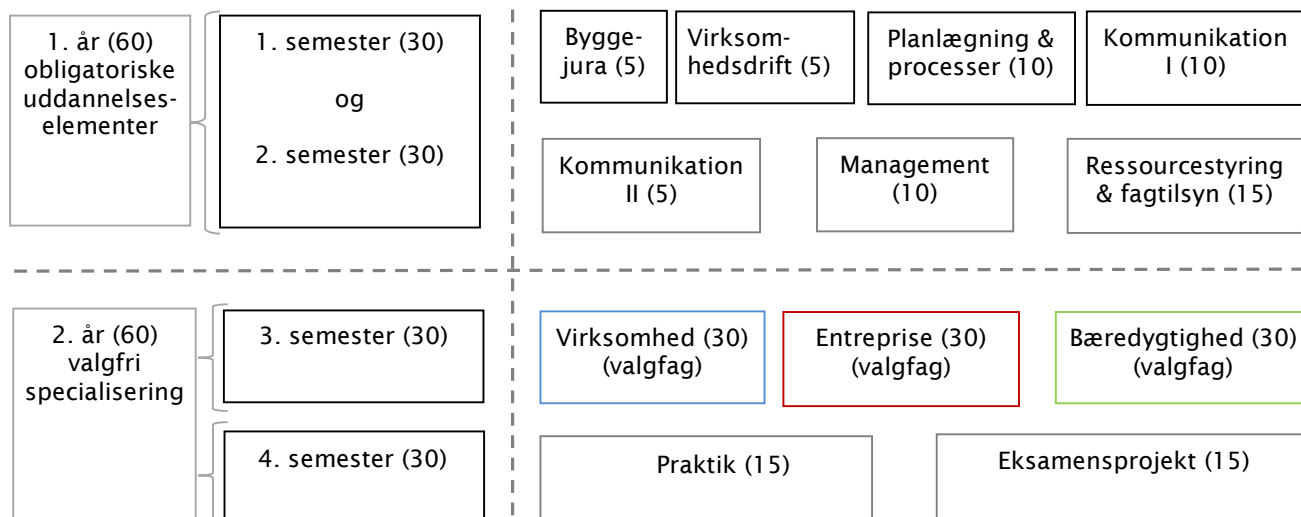 1. år (60)
obligatoriske
uddannelses-
elementer
1. semester (30)
og
2. semester (30)
Bygge-
jura (5)
Virksom-
hedsdrift (5)
Planlægning &
processer (10)
Kommunikation
I (10)
Kommunikation
II (5)
Management
(10)
Ressourcestyring
& fagtilsyn (15)
2. år (60)
valgfri
specialisering
3. semester (30)
4. semester (30)
Virksomhed (30)
(valgfag)
Entreprise (30)
(valgfag)
Bæredygtighed (30)
(valgfag)
Praktik (15)
Eksamensprojekt (15)